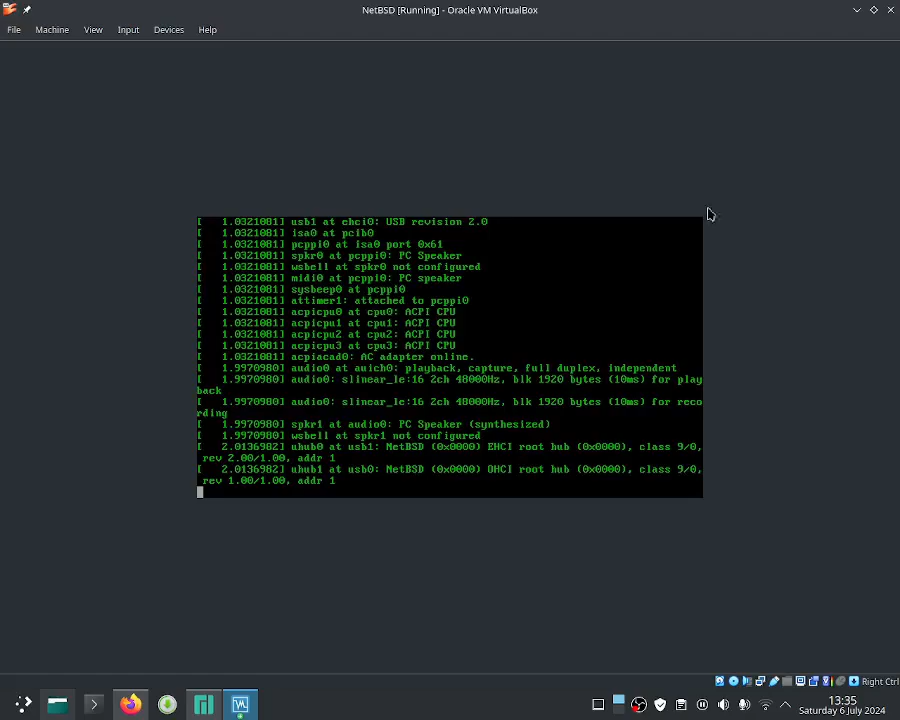 NetBSD [Running] - Oracle VM VirtualBox
File Machine View Input Devices Help
[   1.0321081] usb1 at ehci0: USB revision 2.0
[   1.0321081] isa0 at pcib0
[   1.0321081] pcppi0 at isa0 port 0x61
[   1.0321081] spkr0 at pcppi0: PC Speaker
[   1.0321081] wsbell at spkr0 not configured
[   1.0321081] midi0 at pcppi0: PC speaker
[   1.0321081] sysbeep0 at pcppi0
[   1.0321081] attimer1: attached to pcppi0
[   1.0321081] acpicpu0 at cpu0: ACPI CPU
[   1.0321081] acpicpu1 at cpu1: ACPI CPU
[   1.0321081] acpicpu2 at cpu2: ACPI CPU
[   1.0321081] acpicpu3 at cpu3: ACPI CPU
[   1.0321081] acpiacad0: AC adapter online.
[   1.9970980] audio0 at auich0: playback, capture, full duplex, independent
[   1.9970980] audio0: slinear_le:16 2ch 48000Hz, blk 1920 bytes (10ms) for play
back
[   1.9970980] audio0: slinear_le:16 2ch 48000Hz, blk 1920 bytes (10ms) for reco
rding
[   1.9970980] spkr1 at audio0: PC Speaker (synthesized)
[   1.9970980] wsbell at spkr1 not configured
[   2.0136982] uhub0 at usb1: NetBSD (0x0000) EHCI root hub (0x0000), class 9/0,
rev 2.00/1.00, addr 1
[   2.0136982] uhub1 at usb0: NetBSD (0x0000) OHCI root hub (0x0000), class 9/0,
rev 1.00/1.00, addr 1
Right Ctrl
13:35
Saturday 6 July 2024